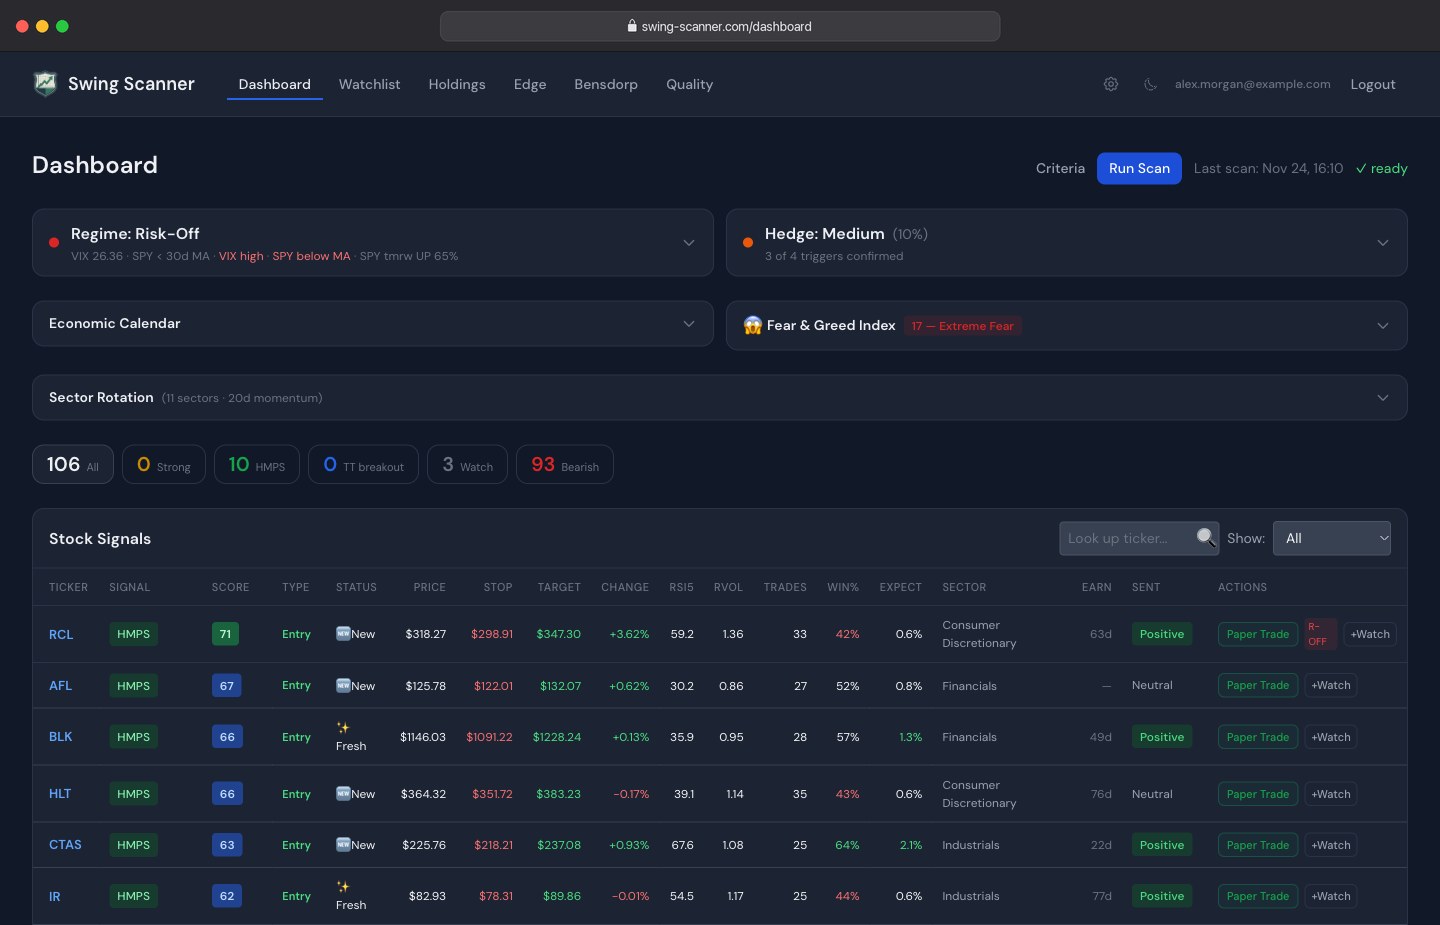 swing-scanner.com/dashboard
Swing Scanner Dashboard Watchlist Holdings Edge Bensdorp Quality alex.morgan@example.com Logout
Dashboard Criteria Run Scan Last scan: Nov 24, 16:10 ✓ ready
Regime: Risk-Off
VIX 26.36 · SPY < 30d MA · VIX high · SPY below MA · SPY tmrw UP 65%
Hedge: Medium (10%)
3 of 4 triggers confirmed
Economic Calendar
😱 Fear & Greed Index 17 — Extreme Fear
Sector Rotation (11 sectors · 20d momentum)
106 All 0 Strong 10 HMPS 0 TT breakout 3 Watch 93 Bearish
Stock Signals Look up ticker... Show: All
TICKER SIGNAL SCORE TYPE STATUS PRICE STOP TARGET CHANGE RSI5 RVOL TRADES WIN% EXPECT SECTOR EARN SENT ACTIONS
RCL HMPS 71 Entry 🆕New $318.27 $298.91 $347.30 +3.62% 59.2 1.36 33 42% 0.6% Consumer Discretionary 63d Positive Paper Trade R-OFF +Watch
AFL HMPS 67 Entry 🆕New $125.78 $122.01 $132.07 +0.62% 30.2 0.86 27 52% 0.8% Financials — Neutral Paper Trade +Watch
BLK HMPS 66 Entry ✨ Fresh $1146.03 $1091.22 $1228.24 +0.13% 35.9 0.95 28 57% 1.3% Financials 49d Positive Paper Trade +Watch
HLT HMPS 66 Entry 🆕New $364.32 $351.72 $383.23 -0.17% 39.1 1.14 35 43% 0.6% Consumer Discretionary 76d Neutral Paper Trade +Watch
CTAS HMPS 63 Entry 🆕New $225.76 $218.21 $237.08 +0.93% 67.6 1.08 25 64% 2.1% Industrials 22d Positive Paper Trade +Watch
IR HMPS 62 Entry ✨ Fresh $82.93 $78.31 $89.86 -0.01% 54.5 1.17 25 44% 0.6% Industrials 77d Positive Paper Trade +Watch